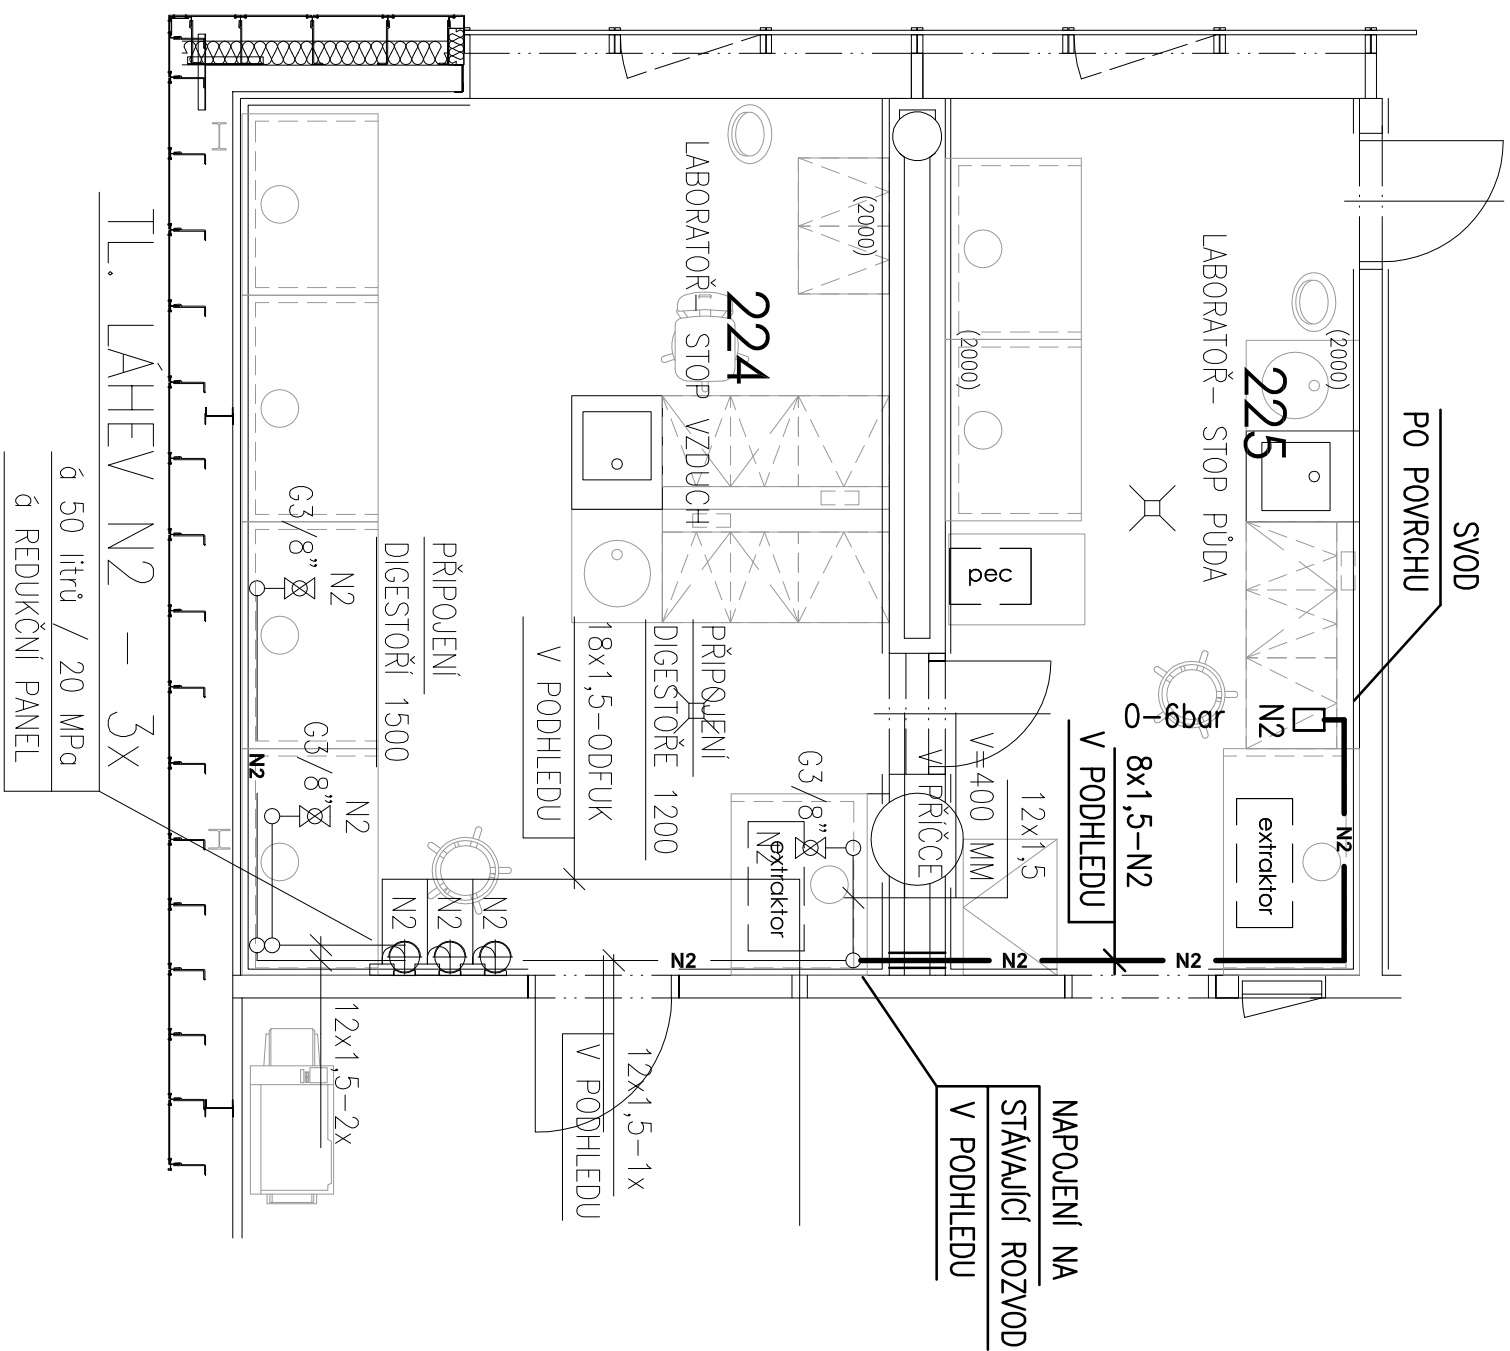 SVOD
PO POVRCHU
(2000)
225
LABORATOŘ– STOP PŮDA
N2
0–6bar
N2
extraktor
8x1,5–N2
V PODHLEDU
12x1,5
V=400 MM
V PŘÍČCE
(2000)
pec
N2
N2
NAPOJENÍ NA
STÁVAJÍCÍ ROZVOD
V PODHLEDU
(2000)
224
LABORATOŘ– STOP VZDUCH
G3/8"
N2
extraktor
PŘIPOJENÍ
DIGESTOŘE 1200
18x1,5–ODFUK
V PODHLEDU
N2
12x1,5–1x
V PODHLEDU
PŘIPOJENÍ
DIGESTOŘÍ 1500
N2
G3/8"
N2
G3/8"
N2
N2
N2
N2
12x1,5–2x
TL. LÁHEV N2 – 3x
á 50 litrů / 20 MPa
á REDUKČNÍ PANEL